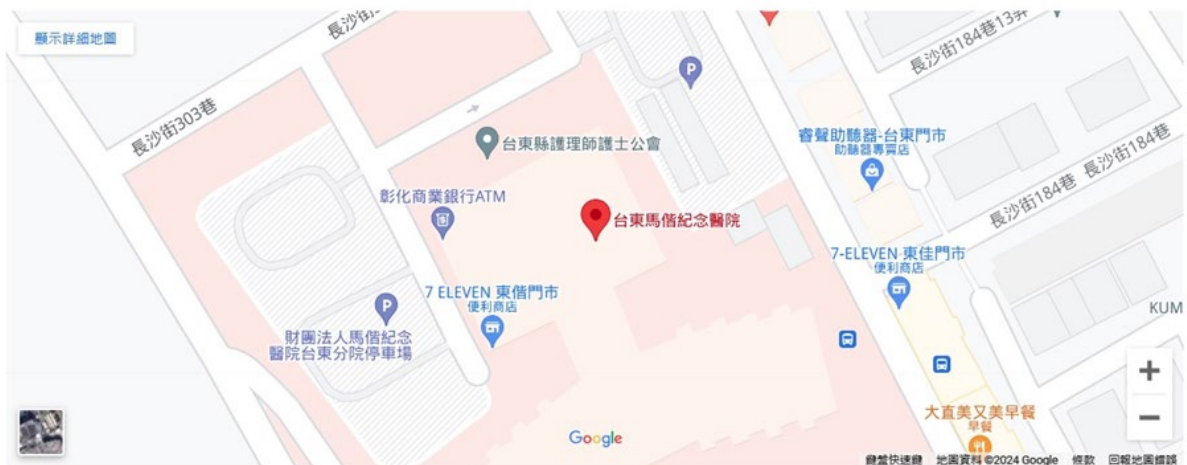 顯示詳細地圖
長沙街
長沙街303巷
P
長沙街184巷13弄
台東縣護理師護士公會
睿聲助聽器-台東門市
助聽器專賣店
長沙街184巷
長沙街184巷
彰化商業銀行ATM
$
台東馬偕紀念醫院
7-ELEVEN 東佳門市
便利商店
7 ELEVEN 東偕門市
便利商店
P
財團法人馬偕紀念
醫院台東分院停車場
KUM
+
−
大直美又美早餐
早餐
Google
鍵盤快速鍵 地圖資料 ©2024 Google 條款 回報地圖錯誤